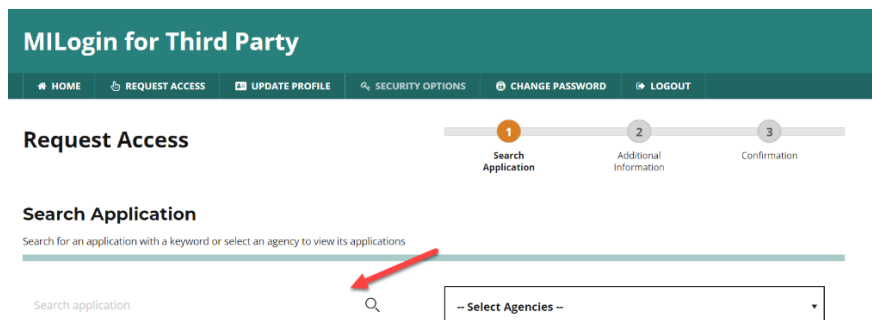 MILogin for Third Party
HOME REQUEST ACCESS UPDATE PROFILE SECURITY OPTIONS CHANGE PASSWORD LOGOUT
Request Access
1 2 3
Search Application
Additional Information
Confirmation
Search Application
Search for an application with a keyword or select an agency to view its applications
Search application
-- Select Agencies --